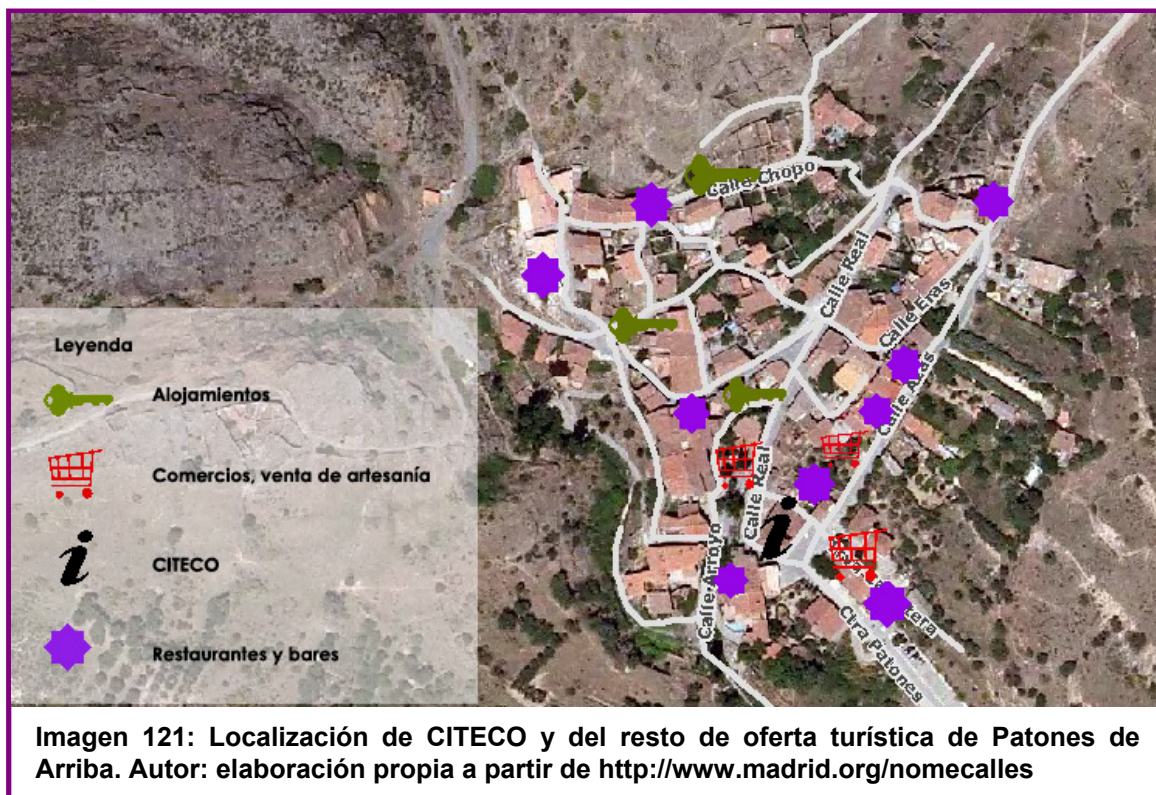 Calle Chopo
Calle Real
Calle Eras
Leyenda
Calle
Alojamientos
Comercios, venta de artesanía
Calle Real
CITECO
Calle Arroyo
Ctra Patones
Restaurantes y bares
Imagen 121: Localización de CITECO y del resto de oferta turística de Patones de
Arriba. Autor: elaboración propia a partir de http://www.madrid.org/nomecalles